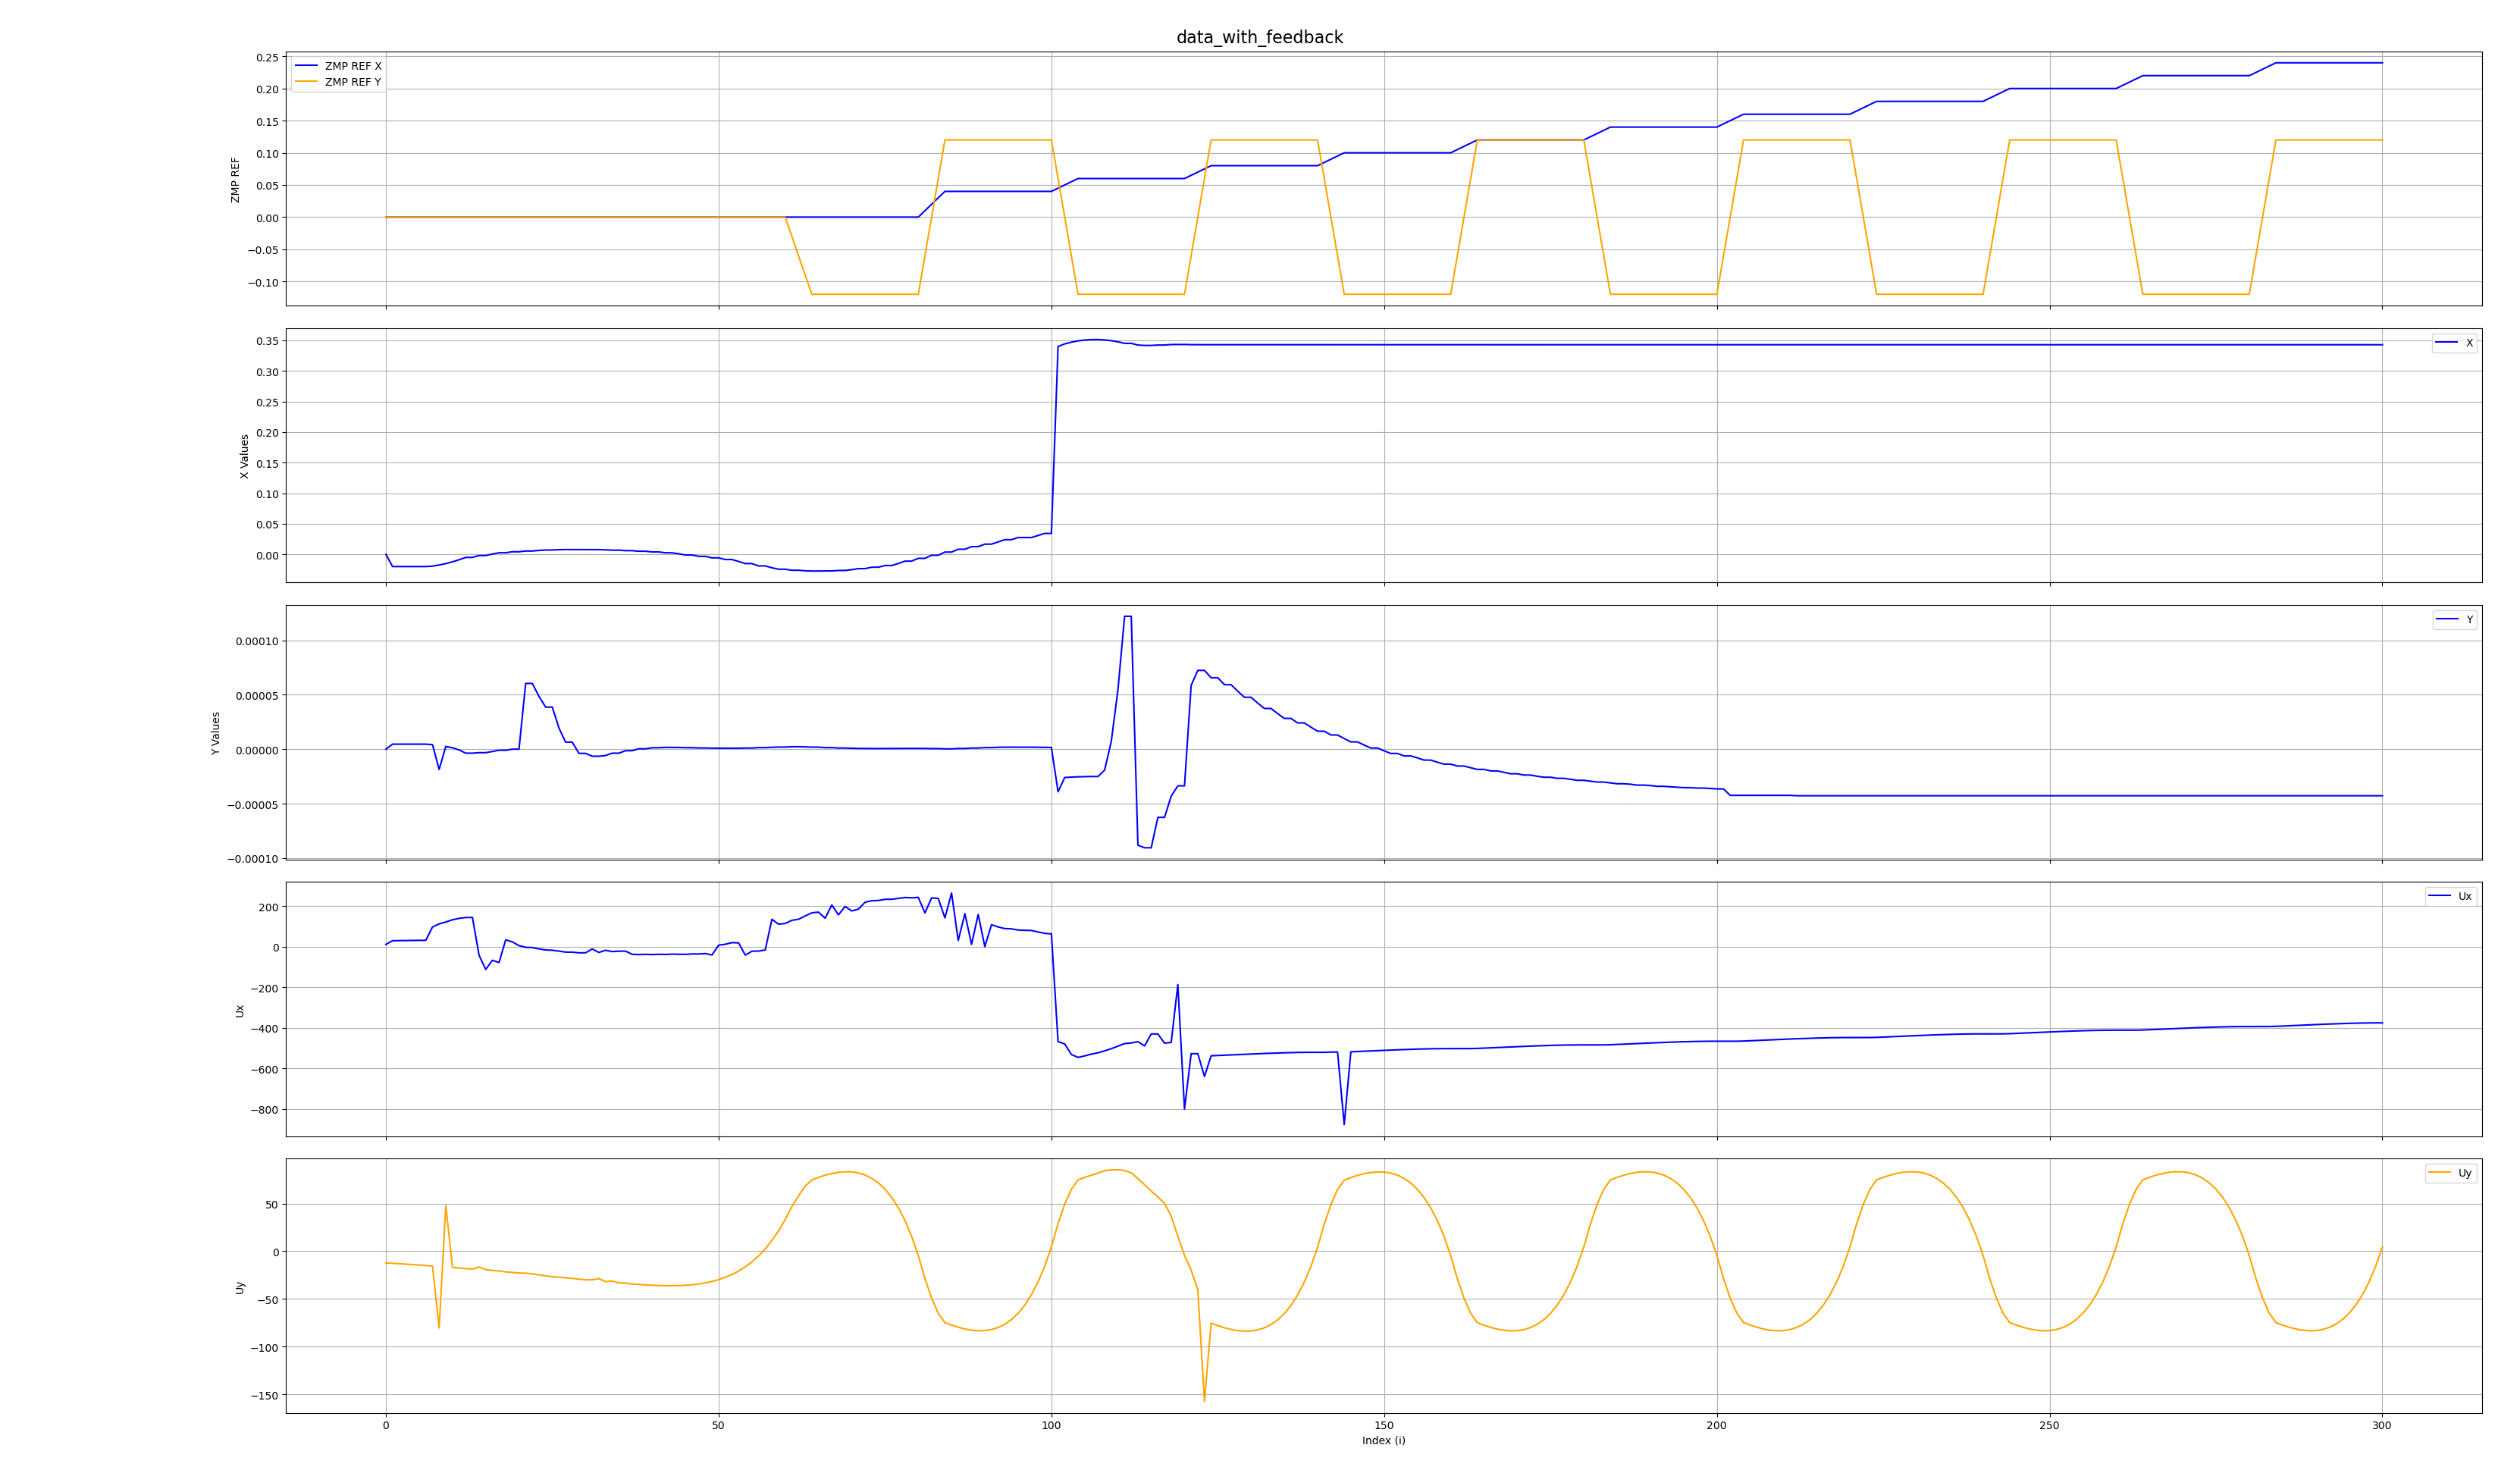 data_with_feedback
ZMP REF
0.25
0.20
0.15
0.10
0.05
0.00
−0.05
−0.10
ZMP REF X
ZMP REF Y
X Values
0.35
0.30
0.25
0.20
0.15
0.10
0.05
0.00
X
Y Values
0.00010
0.00005
0.00000
−0.00005
−0.00010
Y
Ux
200
0
−200
−400
−600
−800
Ux
Uy
50
0
−50
−100
−150
Uy
0 50 100 150 200 250 300
Index (i)